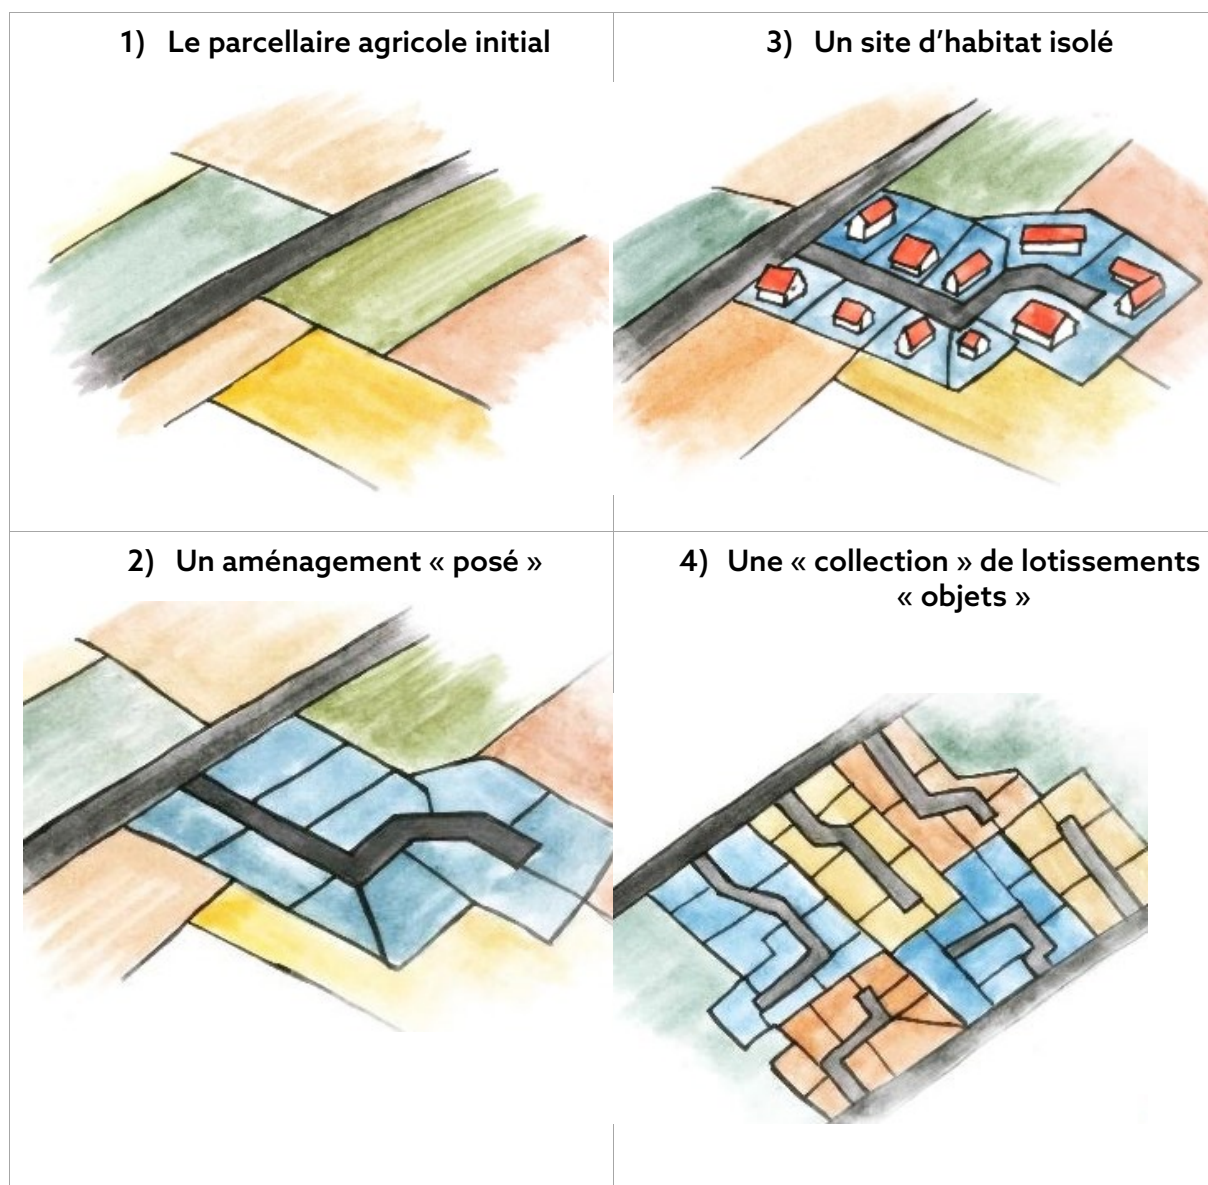 1) Le parcellaire agricole initial
3) Un site d'habitat isolé
2) Un aménagement « posé »
4) Une « collection » de lotissements
« objets »